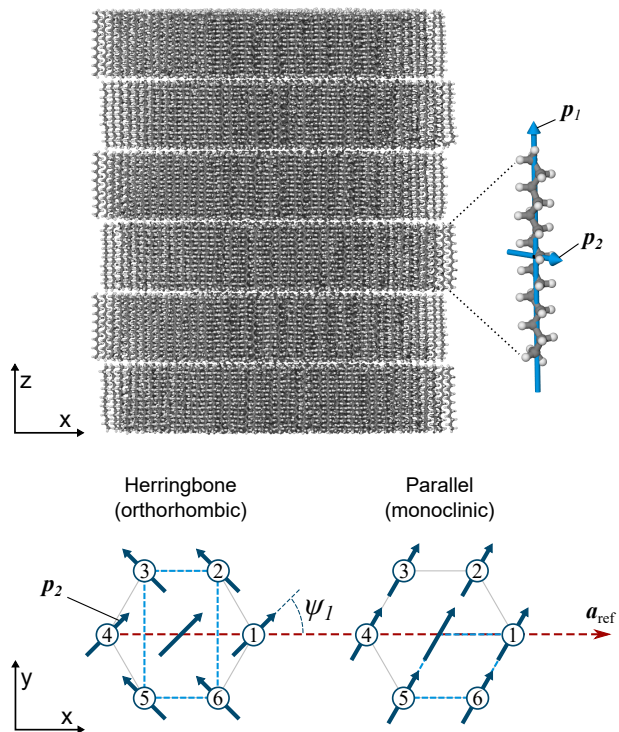 p1
p2
z
x
Herringbone
(orthorhombic)
Parallel
(monoclinic)
3 2
p2
4 1
ψ1
5 6
3 2
4 1
aref
5 6
y
x